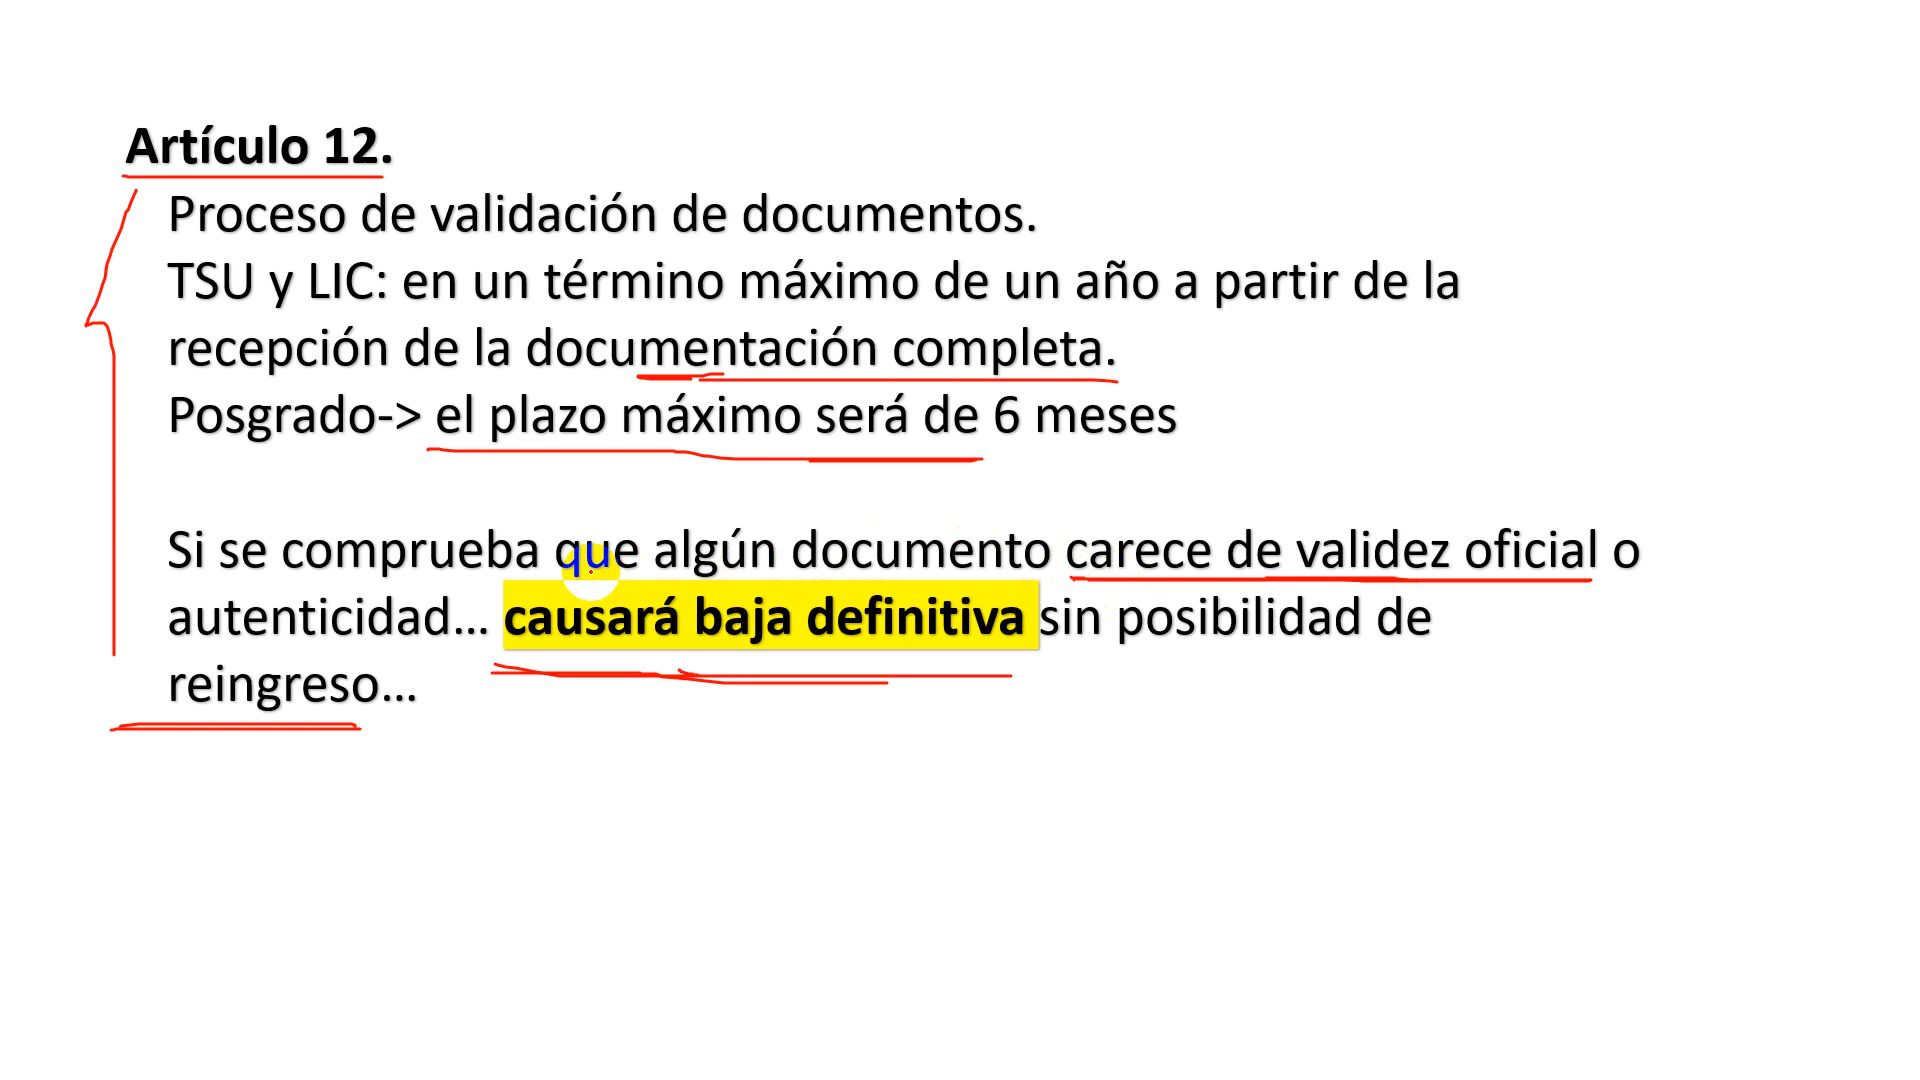 Artículo 12.
Proceso de validación de documentos.
TSU y LIC: en un término máximo de un año a partir de la
recepción de la documentación completa.
Posgrado-> el plazo máximo será de 6 meses
Si se comprueba que algún documento carece de validez oficial o
autenticidad... causará baja definitiva sin posibilidad de
reingreso...